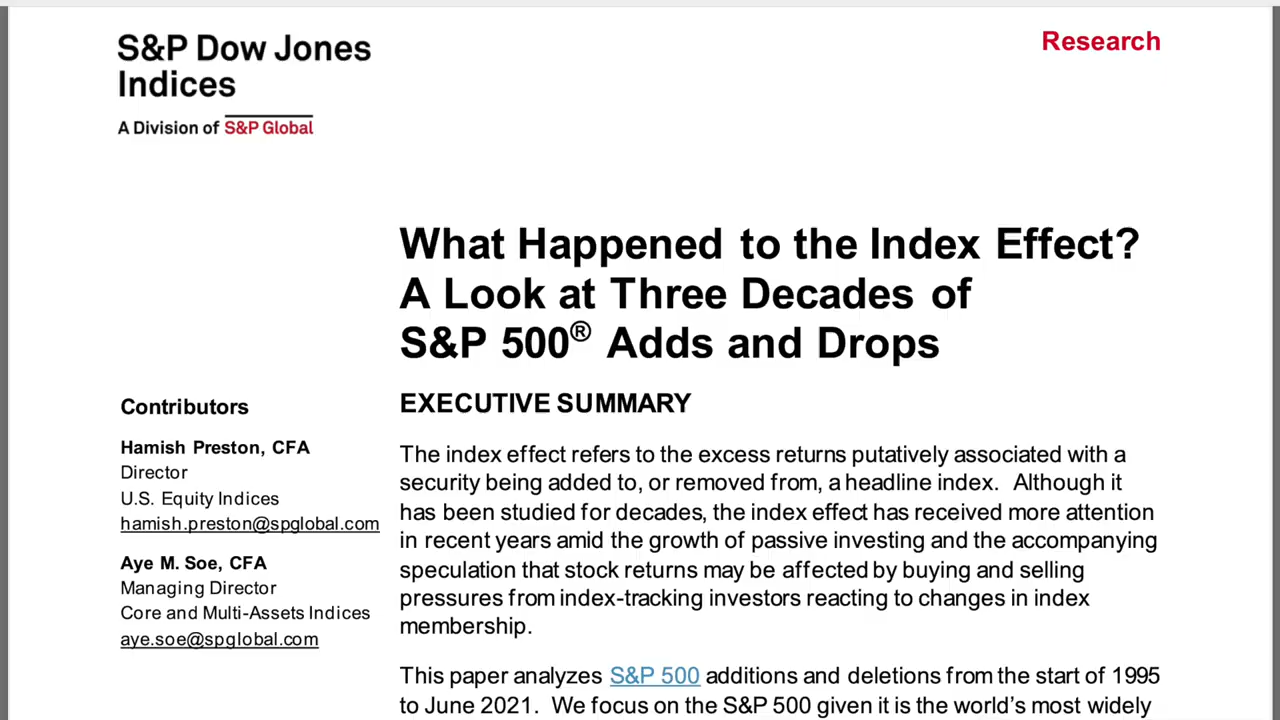 S&P Dow Jones
Indices
A Division of S&P Global
Research
What Happened to the Index Effect?
A Look at Three Decades of
S&P 500® Adds and Drops
Contributors
Hamish Preston, CFA
Director
U.S. Equity Indices
hamish.preston@spglobal.com
Aye M. Soe, CFA
Managing Director
Core and Multi-Assets Indices
aye.soe@spglobal.com
EXECUTIVE SUMMARY
The index effect refers to the excess returns putatively associated with a
security being added to, or removed from, a headline index. Although it
has been studied for decades, the index effect has received more attention
in recent years amid the growth of passive investing and the accompanying
speculation that stock returns may be affected by buying and selling
pressures from index-tracking investors reacting to changes in index
membership.
This paper analyzes S&P 500 additions and deletions from the start of 1995
to June 2021. We focus on the S&P 500 given it is the world's most widely